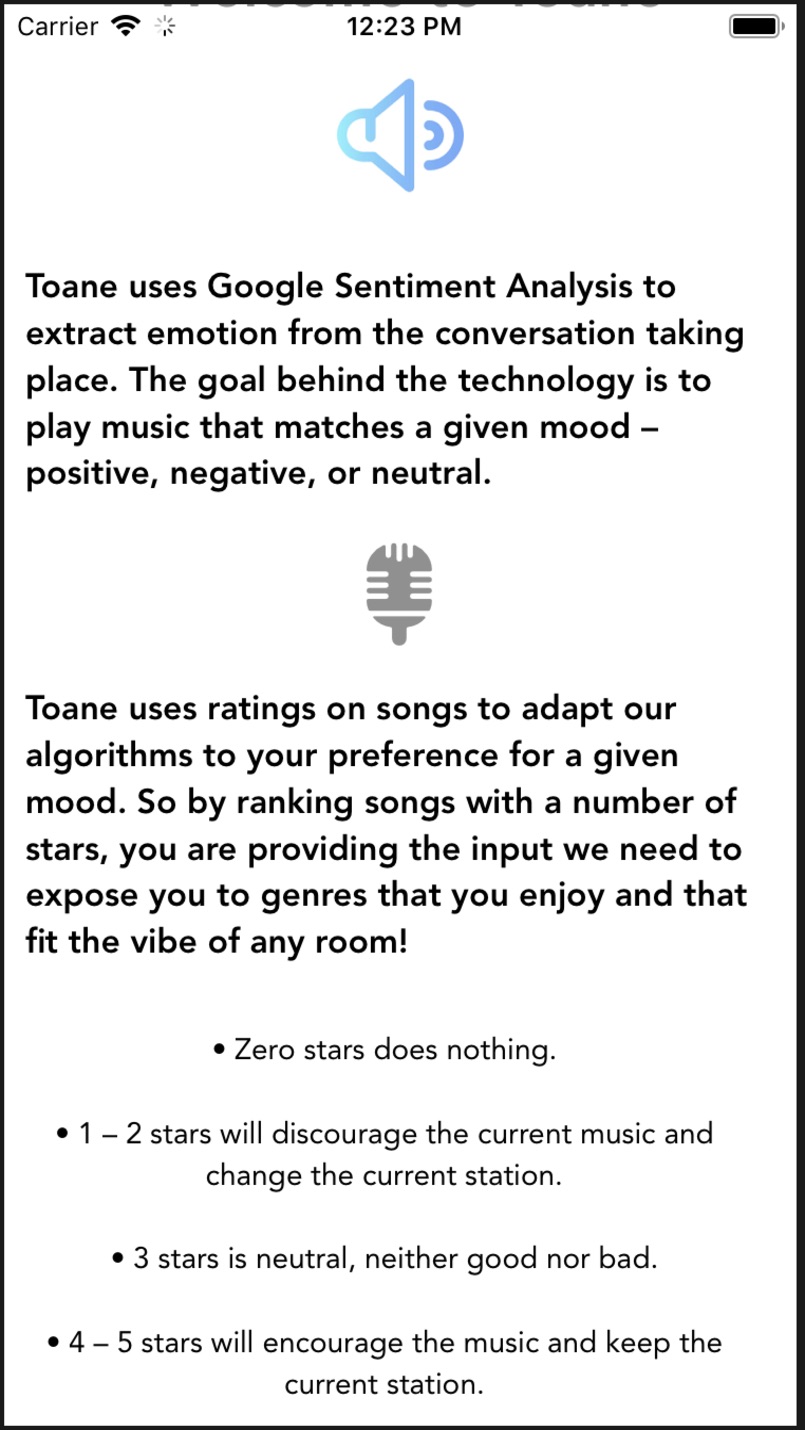 Carrier 12:23 PM
Toane uses Google Sentiment Analysis to
extract emotion from the conversation taking
place. The goal behind the technology is to
play music that matches a given mood –
positive, negative, or neutral.
Toane uses ratings on songs to adapt our
algorithms to your preference for a given
mood. So by ranking songs with a number of
stars, you are providing the input we need to
expose you to genres that you enjoy and that
fit the vibe of any room!
• Zero stars does nothing.
• 1 – 2 stars will discourage the current music and
change the current station.
• 3 stars is neutral, neither good nor bad.
• 4 – 5 stars will encourage the music and keep the
current station.